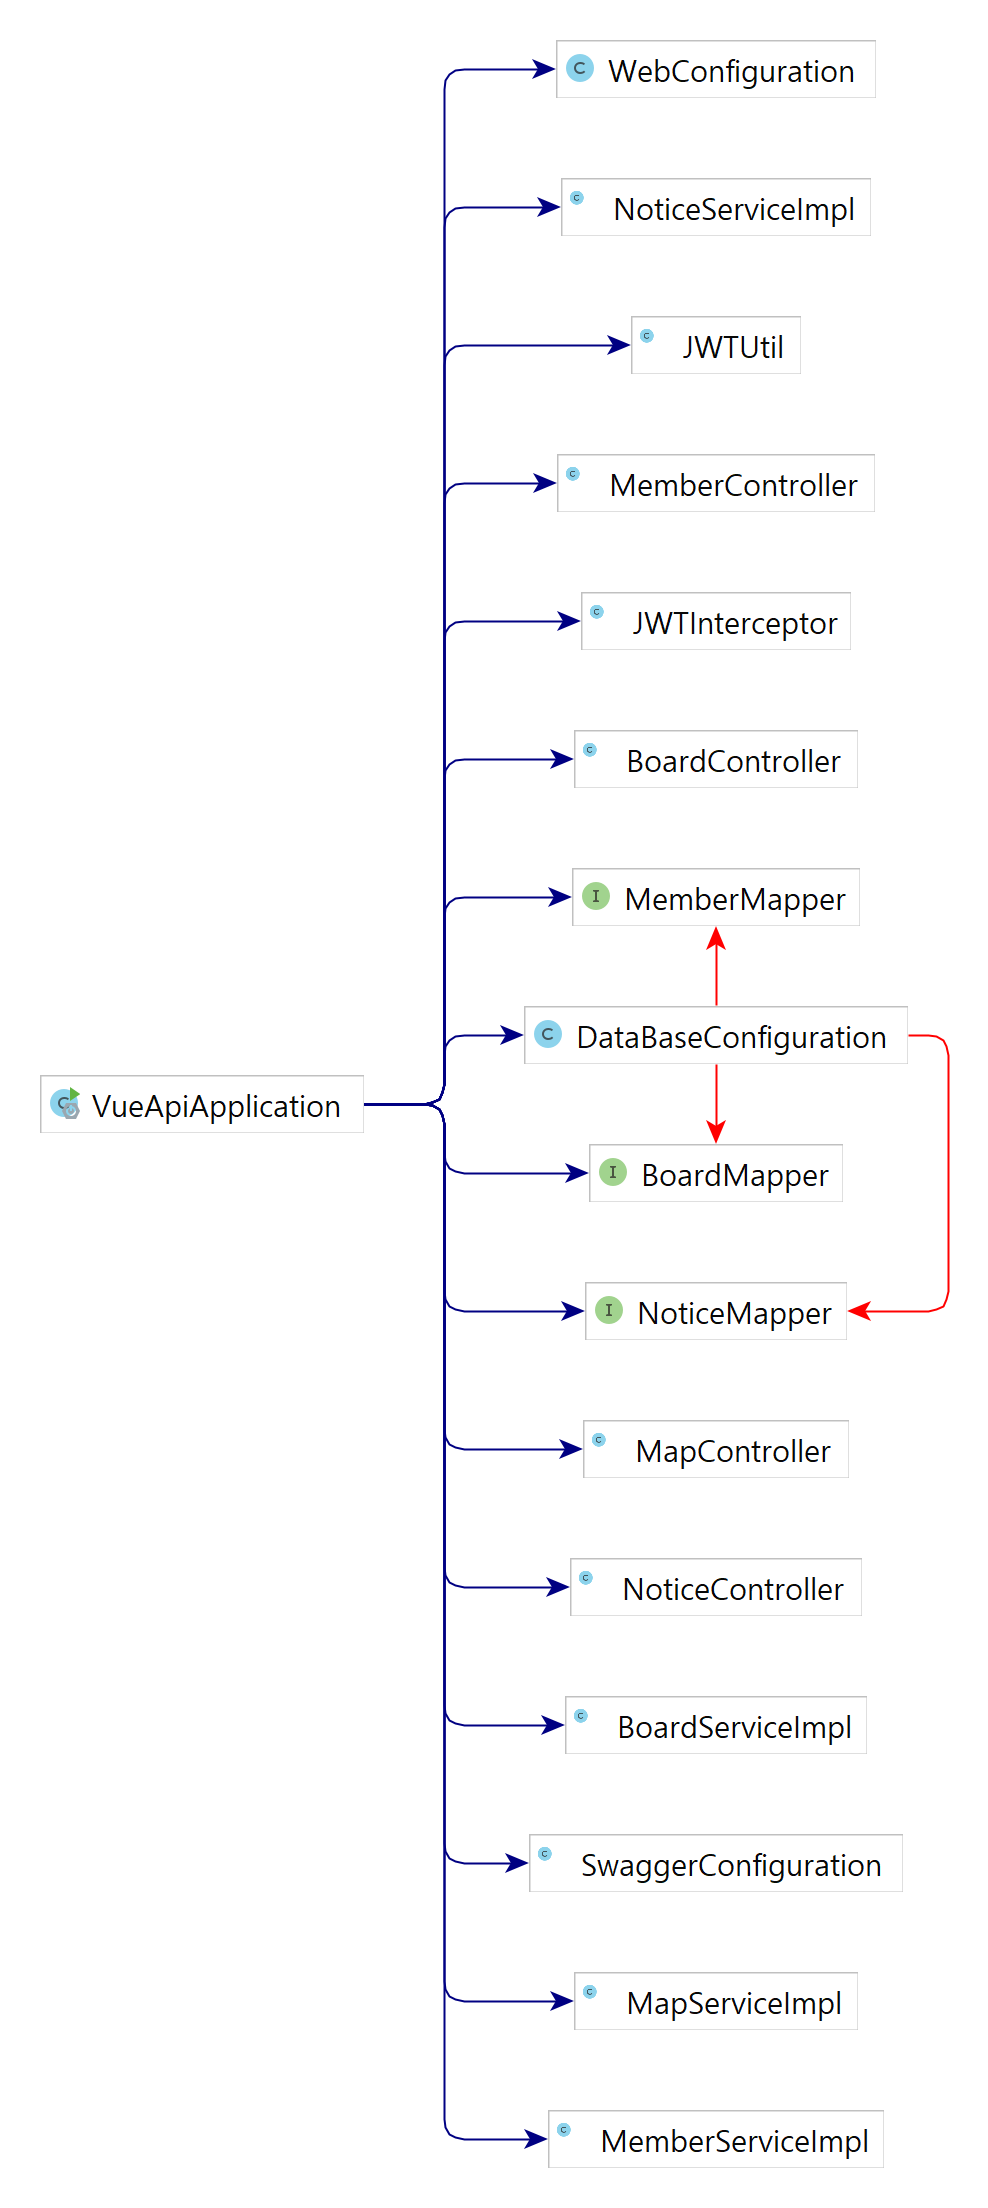 WebConfiguration
NoticeServiceImpl
JWTUtil
MemberController
JWTInterceptor
BoardController
MemberMapper
DataBaseConfiguration
VueApiApplication
BoardMapper
NoticeMapper
MapController
NoticeController
BoardServiceImpl
SwaggerConfiguration
MapServiceImpl
MemberServiceImpl